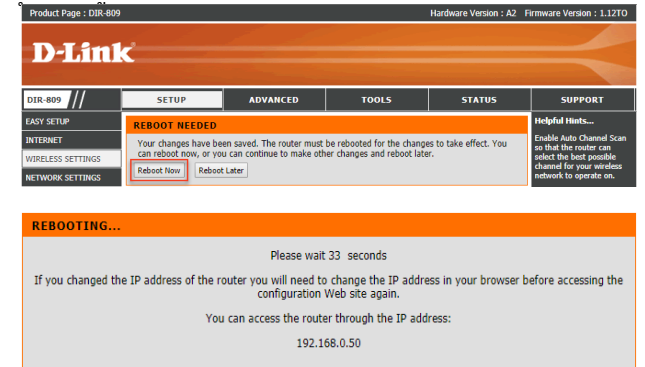 Product Page : DIR-809 Hardware Version : A2 Firmware Version : 1.12TO
D-Link
DIR-809 SETUP ADVANCED TOOLS STATUS SUPPORT
EASY SETUP
INTERNET
WIRELESS SETTINGS
NETWORK SETTINGS
REBOOT NEEDED
Your changes have been saved. The router must be rebooted for the changes to take effect. You
can reboot now, or you can continue to make other changes and reboot later.
Reboot Now Reboot Later
Helpful Hints...
Enable Auto Channel Scan
so that the router can
select the best possible
channel for your wireless
network to operate on.
REBOOTING...
Please wait 33 seconds
If you changed the IP address of the router you will need to change the IP address in your browser before accessing the
configuration Web site again.
You can access the router through the IP address:
192.168.0.50